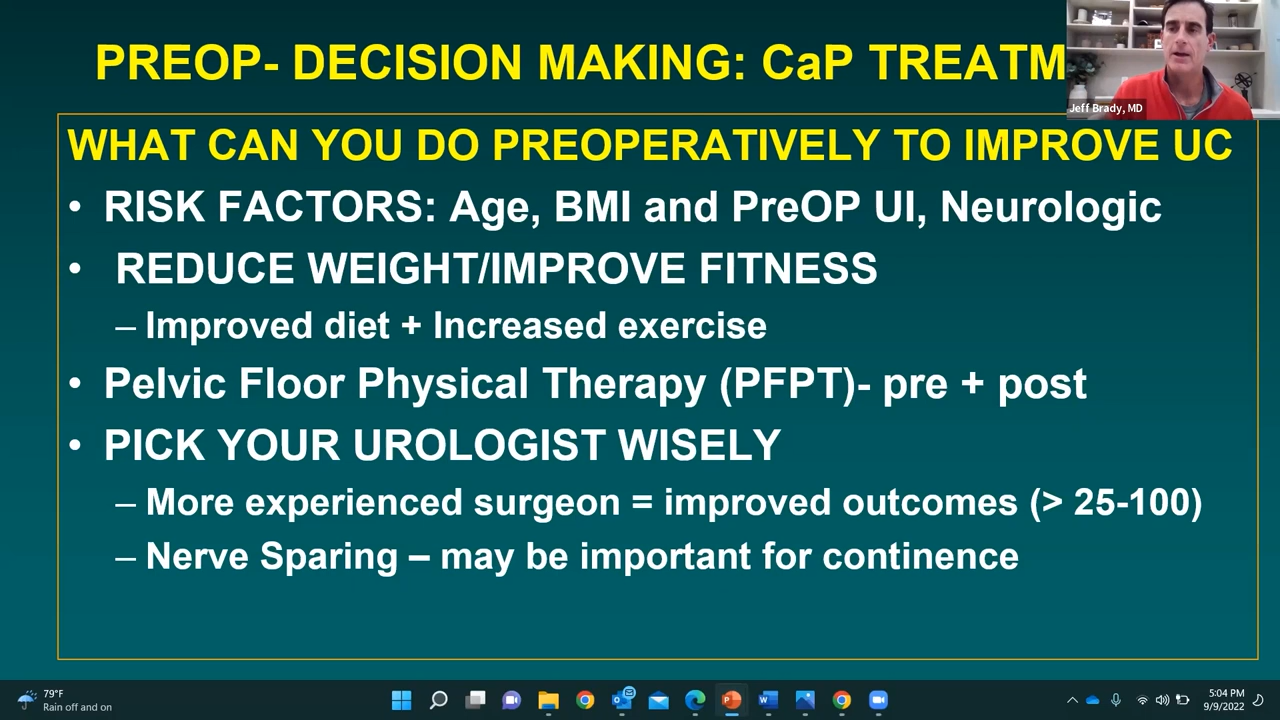 PREOP- DECISION MAKING: CaP TREATM
Jeff Brady, MD
WHAT CAN YOU DO PREOPERATIVELY TO IMPROVE UC
• RISK FACTORS: Age, BMI and PreOP UI, Neurologic
• REDUCE WEIGHT/IMPROVE FITNESS
– Improved diet + Increased exercise
• Pelvic Floor Physical Therapy (PFPT)- pre + post
• PICK YOUR UROLOGIST WISELY
– More experienced surgeon = improved outcomes (> 25-100)
– Nerve Sparing – may be important for continence
79°F
Rain off and on
5:04 PM
9/9/2022